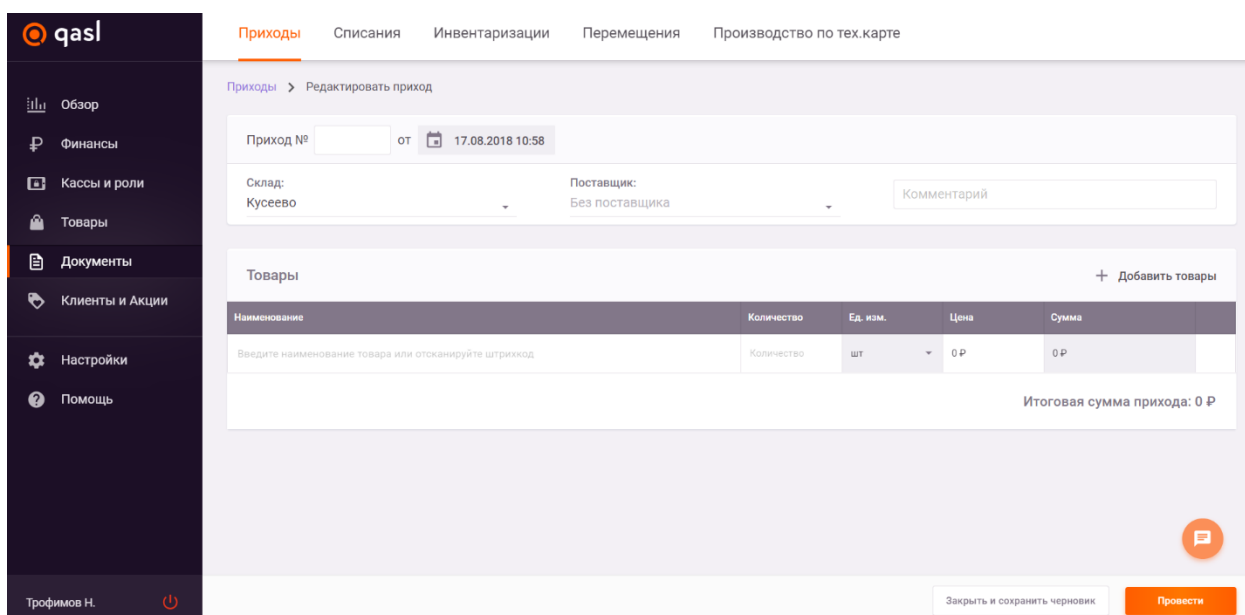 qasl
Приходы Списания Инвентаризации Перемещения Производство по тех.карте
Приходы > Редактировать приход
Обзор
Финансы
Кассы и роли
Товары
Документы
Клиенты и Акции
Настройки
Помощь
Трофимов Н.
Приход № от 17.08.2018 10:58
Склад: Поставщик:
Кусеево Без поставщика Комментарий
Товары + Добавить товары
Наименование Количество Ед. изм. Цена Сумма
Введите наименование товара или отсканируйте штрихкод Количество шт 0 ₽ 0 ₽
Итоговая сумма прихода: 0 ₽
Закрыть и сохранить черновик Провести